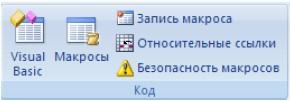 Visual
Basic
Макросы
Запись макроса
Относительные ссылки
Безопасность макросов
Код